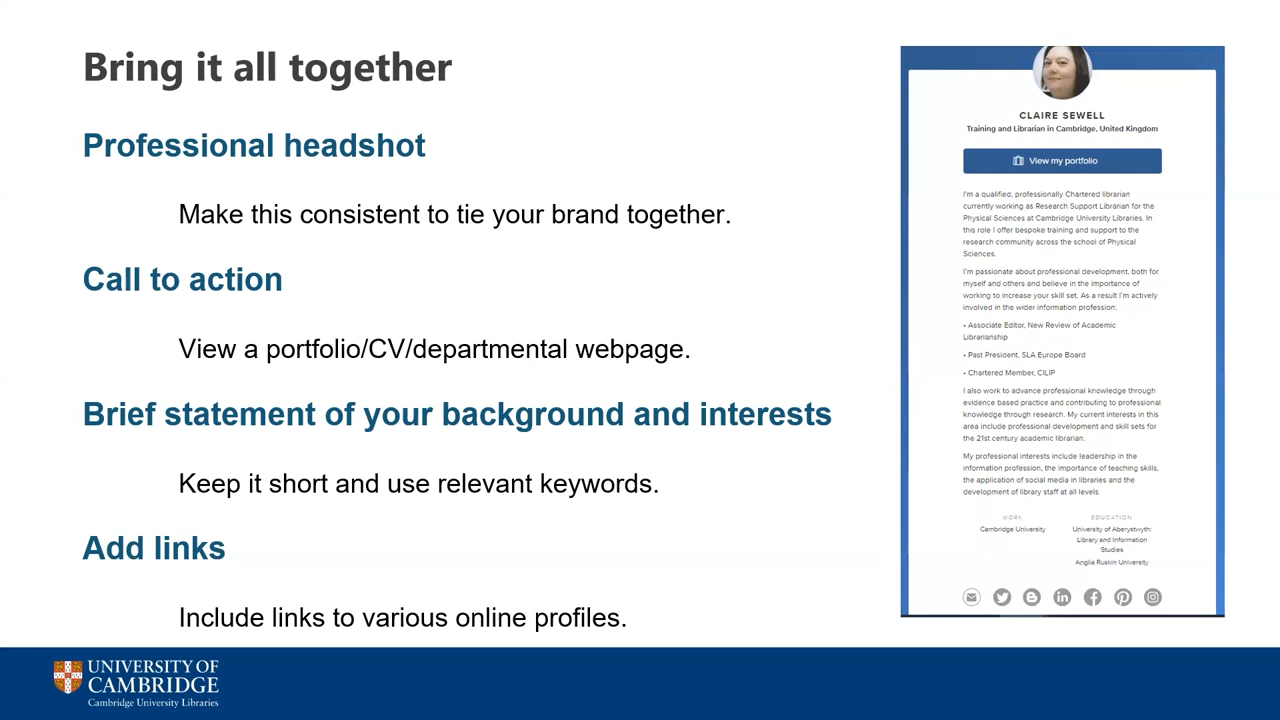 Bring it all together
Professional headshot
Make this consistent to tie your brand together.
Call to action
View a portfolio/CV/departmental webpage.
Brief statement of your background and interests
Keep it short and use relevant keywords.
Add links
Include links to various online profiles.
CLAIRE SEWELL
Training and Librarian in Cambridge, United Kingdom
View my portfolio
I'm a qualified, professionally Chartered librarian
currently working as Research Support Librarian for the
Physical Sciences at Cambridge University Libraries. In
this role I offer bespoke training and support to the
research community across the school of Physical
Sciences.
I'm passionate about professional development, both for
myself and others and believe in the importance of
working to increase your skill set. As a result I'm actively
involved in the wider information profession:
• Associate Editor, New Review of Academic
Librarianship
• Past President, SLA Europe Board
• Chartered Member, CILIP
I also work to advance professional knowledge through
evidence based practice and contributing to professional
knowledge through research. My current interests in this
area include professional development and skill sets for
the 21st century academic librarian.
My professional interests include leadership in the
information profession, the importance of teaching skills,
the application of social media in libraries and the
development of library staff at all levels
WORK
Cambridge University
EDUCATION
University of Aberystwyth:
Library and Information
Studies
Anglia Ruskin University
UNIVERSITY OF
CAMBRIDGE
Cambridge University Libraries